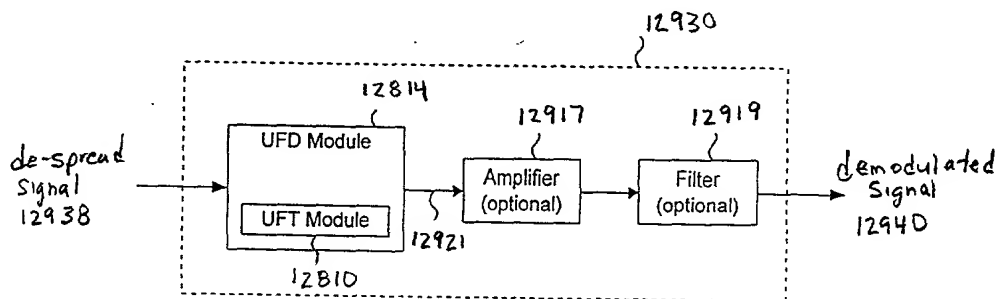 12930
12814
UFD Module
UFT Module
12810
12921
12917
Amplifier
(optional)
12919
Filter
(optional)
de-spread
signal
12938
demodulated
Signal
12940